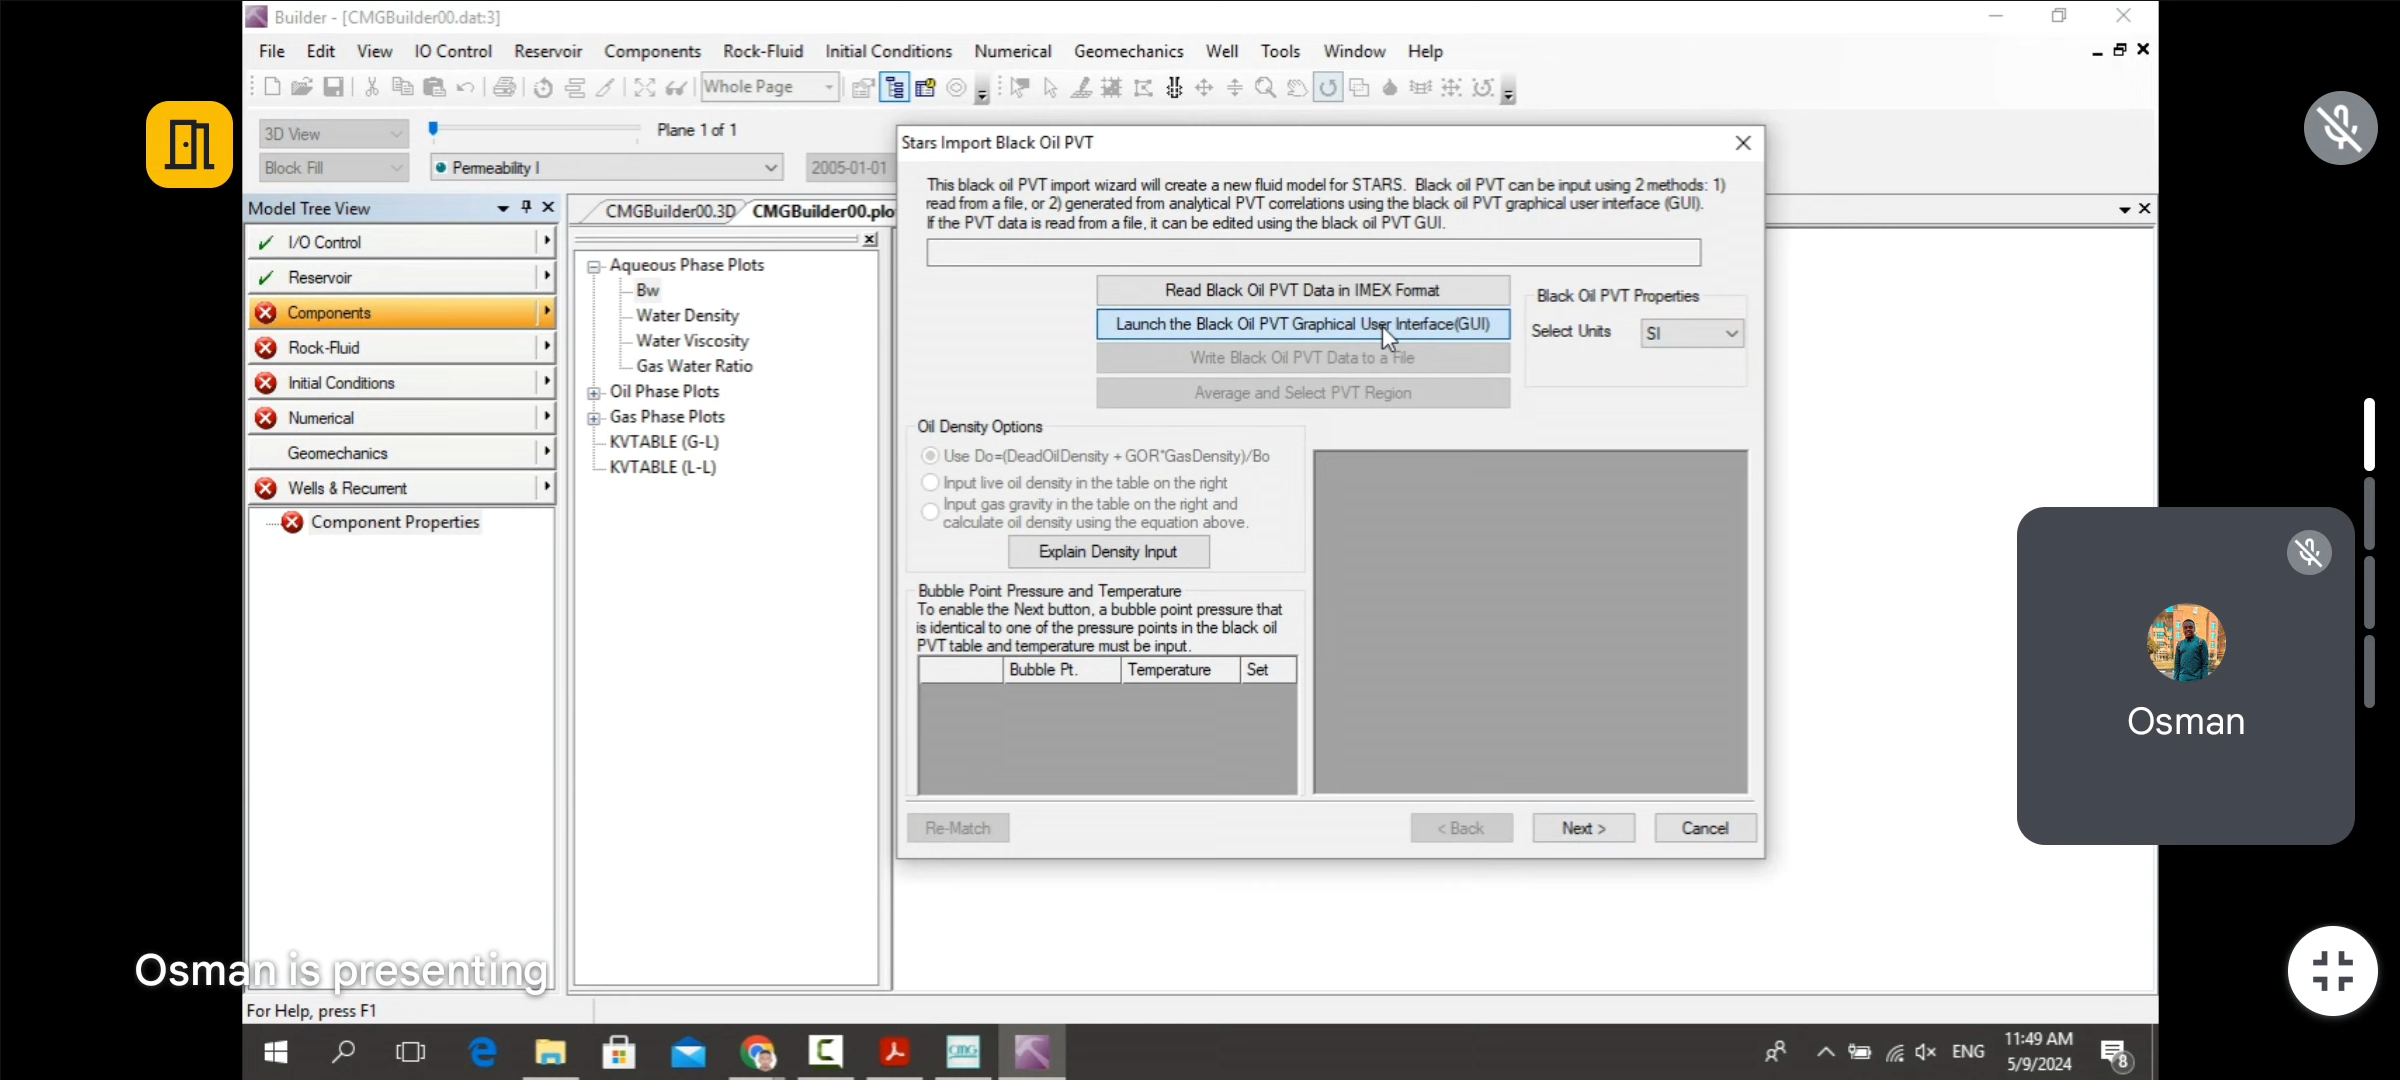 Builder - [CMGBuilder00.dat:3]
File Edit View IO Control Reservoir Components Rock-Fluid Initial Conditions Numerical Geomechanics Well Tools Window Help
Whole Page
3D View
Plane 1 of 1
Block Fill
Permeability I
2005-01-01
Model Tree View
I/O Control
Reservoir
Components
Rock-Fluid
Initial Conditions
Numerical
Geomechanics
Wells & Recurrent
Component Properties
CMGBuilder00.3D
CMGBuilder00.plo
Aqueous Phase Plots
Bw
Water Density
Water Viscosity
Gas Water Ratio
Oil Phase Plots
Gas Phase Plots
KVTABLE (G-L)
KVTABLE (L-L)
Stars Import Black Oil PVT
This black oil PVT import wizard will create a new fluid model for STARS. Black oil PVT can be input using 2 methods: 1)
read from a file, or 2) generated from analytical PVT correlations using the black oil PVT graphical user interface (GUI).
If the PVT data is read from a file, it can be edited using the black oil PVT GUI.
Read Black Oil PVT Data in IMEX Format
Launch the Black Oil PVT Graphical User Interface(GUI)
Write Black Oil PVT Data to a File
Average and Select PVT Region
Black Oil PVT Properties
Select Units
SI
Oil Density Options
Use Do=(DeadOilDensity + GOR*GasDensity)/Bo
Input live oil density in the table on the right
Input gas gravity in the table on the right and
calculate oil density using the equation above.
Explain Density Input
Bubble Point Pressure and Temperature
To enable the Next button, a bubble point pressure that
is identical to one of the pressure points in the black oil
PVT table and temperature must be input.
Bubble Pt. Temperature Set
Re-Match
< Back
Next >
Cancel
Osman
Osman is presenting
For Help, press F1
CMG
ENG
11:49 AM
5/9/2024
8